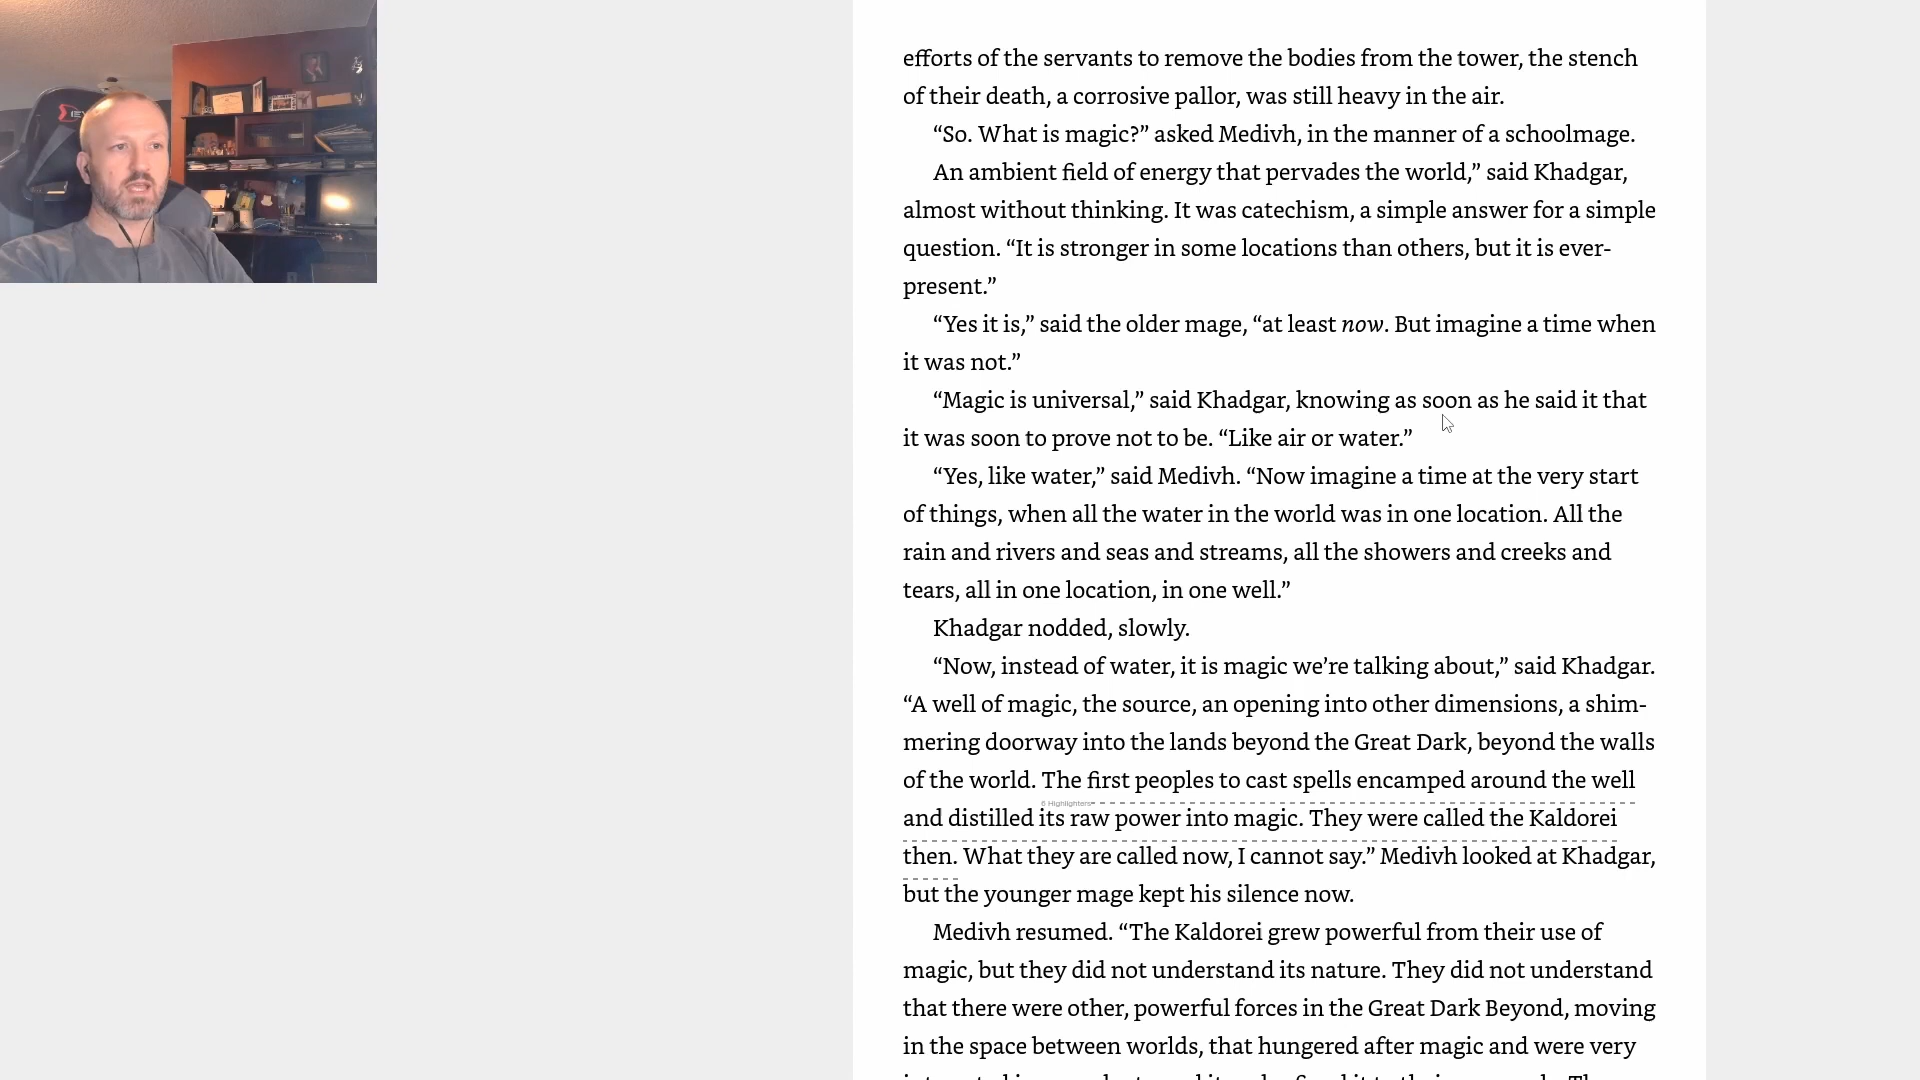 efforts of the servants to remove the bodies from the tower, the stench
of their death, a corrosive pallor, was still heavy in the air.
“So. What is magic?” asked Medivh, in the manner of a schoolmage.
An ambient field of energy that pervades the world,” said Khadgar,
almost without thinking. It was catechism, a simple answer for a simple
question. “It is stronger in some locations than others, but it is ever-
present.”
“Yes it is,” said the older mage, “at least now. But imagine a time when
it was not.”
“Magic is universal,” said Khadgar, knowing as soon as he said it that
it was soon to prove not to be. “Like air or water.”
“Yes, like water,” said Medivh. “Now imagine a time at the very start
of things, when all the water in the world was in one location. All the
rain and rivers and seas and streams, all the showers and creeks and
tears, all in one location, in one well.”
Khadgar nodded, slowly.
“Now, instead of water, it is magic we’re talking about,” said Khadgar.
“A well of magic, the source, an opening into other dimensions, a shim-
mering doorway into the lands beyond the Great Dark, beyond the walls
of the world. The first peoples to cast spells encamped around the well
6 Highlighters
and distilled its raw power into magic. They were called the Kaldorei
then. What they are called now, I cannot say.” Medivh looked at Khadgar,
but the younger mage kept his silence now.
Medivh resumed. “The Kaldorei grew powerful from their use of
magic, but they did not understand its nature. They did not understand
that there were other, powerful forces in the Great Dark Beyond, moving
in the space between worlds, that hungered after magic and were very